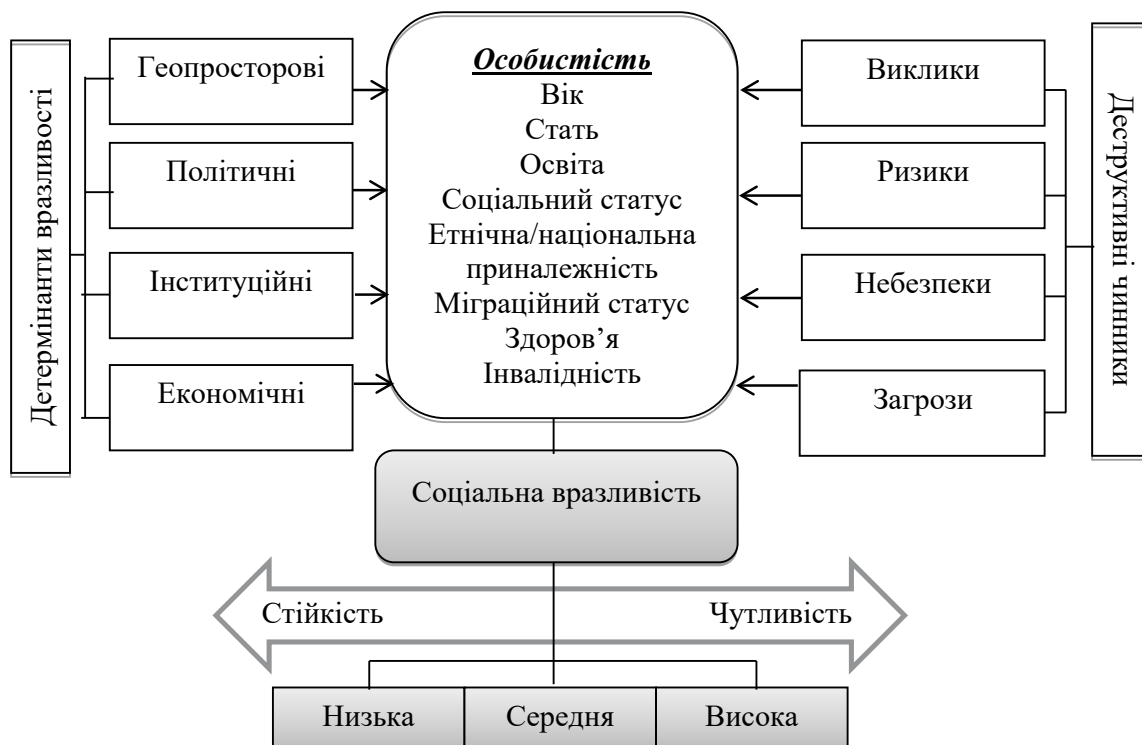 Детермінанти вразливості
Геопросторові
Політичні
Інституційні
Економічні
Особистість
Вік
Стать
Освіта
Соціальний статус
Етнічна/національна
приналежність
Міграційний статус
Здоров’я
Інвалідність
Виклики
Ризики
Небезпеки
Загрози
Деструктивні чинники
Соціальна вразливість
Стійкість
Чутливість
Низька
Середня
Висока